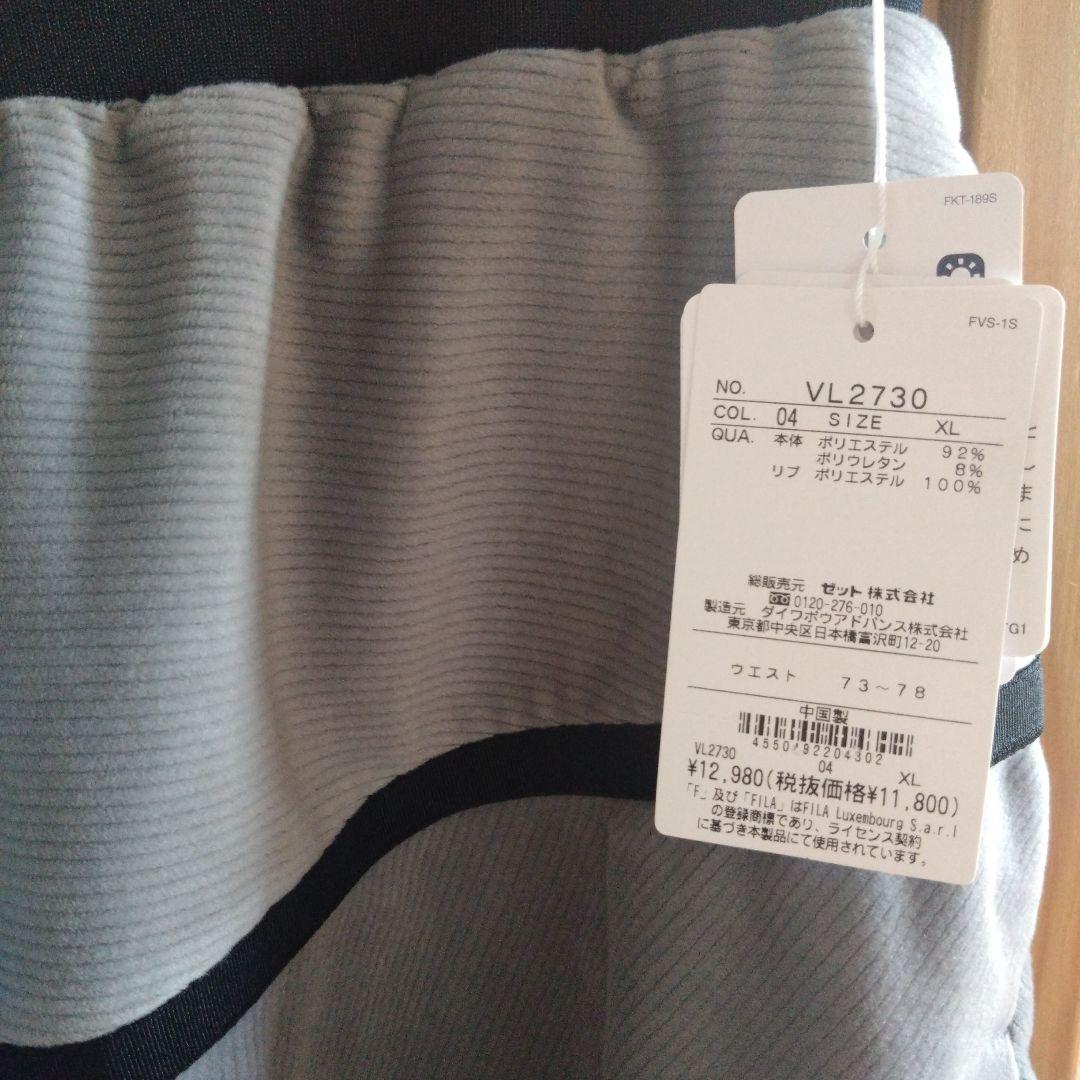 FKT-189S
FVS-1S
NO. VL2730
COL. 04 SIZE XL
QUA. 本体 ポリエステル 92%
ポリウレタン 8%
リブ ポリエステル 100%
総販売元 ゼット株式会社
0120-276-010
製造元 ダイワボウアドバンス株式会社
東京都中央区日本橋富沢町12-20
ウエスト 73~78
中国製
VL2730 04 XL
¥12,980(税抜価格¥11,800)
「F」及び「FILA」はFILA Luxembourg S.a.r.l
の登録商標であり、ライセンス契約
に基づき本製品にて使用されています。
し
ま
に
め
TG1